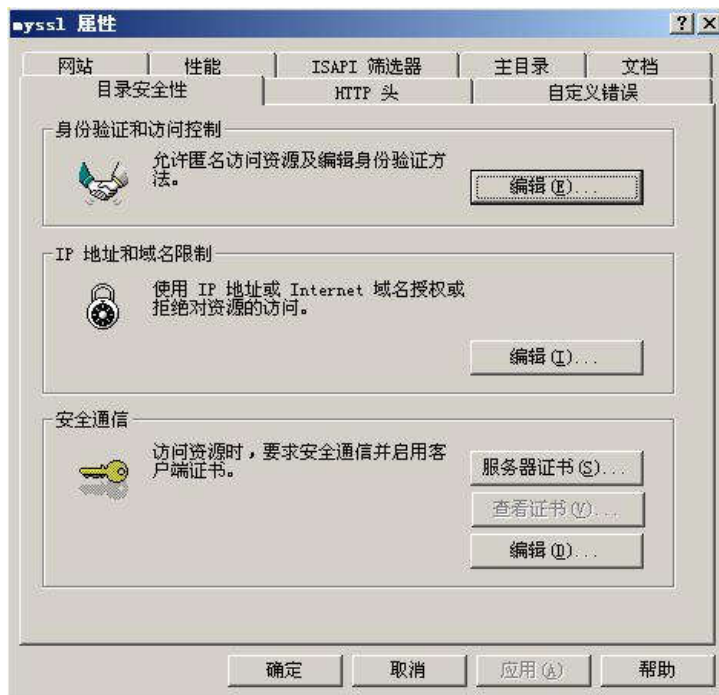 myssl 属性
网站 性能 ISAPI 筛选器 主目录 文档
目录安全性 HTTP 头 自定义错误
身份验证和访问控制
允许匿名访问资源及编辑身份验证方
法。
编辑(E)...
IP 地址和域名限制
使用 IP 地址或 Internet 域名授权或
拒绝对资源的访问。
编辑(I)...
安全通信
访问资源时，要求安全通信并启用客
户端证书。
服务器证书(S)...
查看证书(V)...
编辑(D)...
确定 取消 应用(A) 帮助